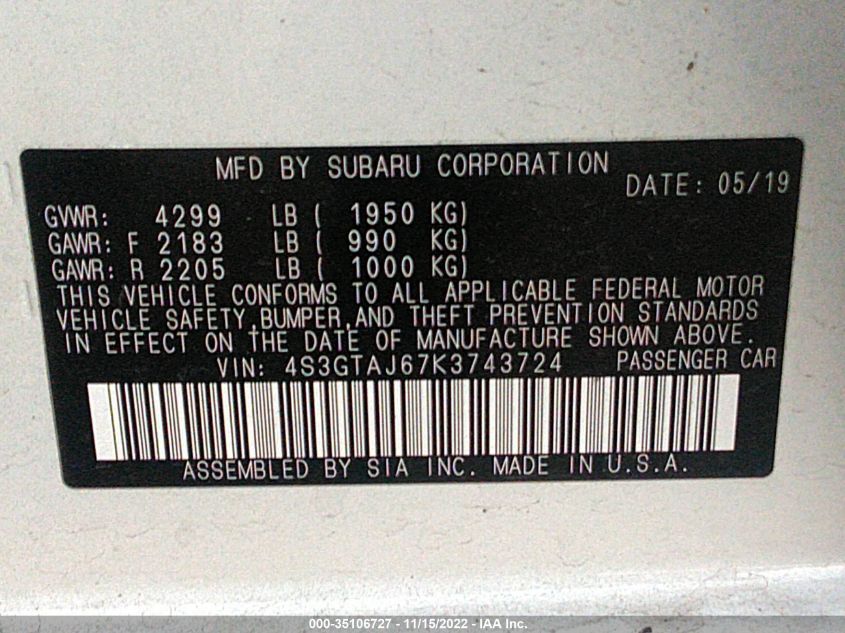 MFD BY SUBARU CORPORATION
DATE: 05/19
GVWR: 4299 LB ( 1950 KG)
GAWR: F 2183 LB ( 990 KG)
GAWR: R 2205 LB ( 1000 KG)
THIS VEHICLE CONFORMS TO ALL APPLICABLE FEDERAL MOTOR
VEHICLE SAFETY,BUMPER,AND THEFT PREVENTION STANDARDS
IN EFFECT ON THE DATE OF MANUFACTURE SHOWN ABOVE.
VIN: 4S3GTAJ67K3743724 PASSENGER CAR
ASSEMBLED BY SIA INC. MADE IN U.S.A.
000-35106727 - 11/15/2022 - IAA Inc.